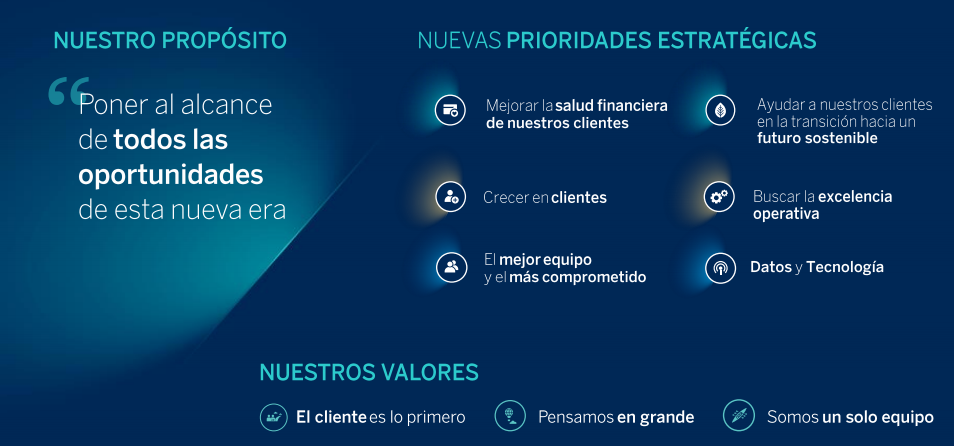 NUESTRO PROPÓSITO
“Poner al alcance
de todos las
oportunidades
de esta nueva era
NUEVAS PRIORIDADES ESTRATÉGICAS
Mejorar la salud financiera
de nuestros clientes
Ayudar a nuestros clientes
en la transición hacia un
futuro sostenible
Crecer en clientes
Buscar la excelencia
operativa
El mejor equipo
y el más comprometido
Datos y Tecnología
NUESTROS VALORES
El cliente es lo primero
Pensamos en grande
Somos un solo equipo